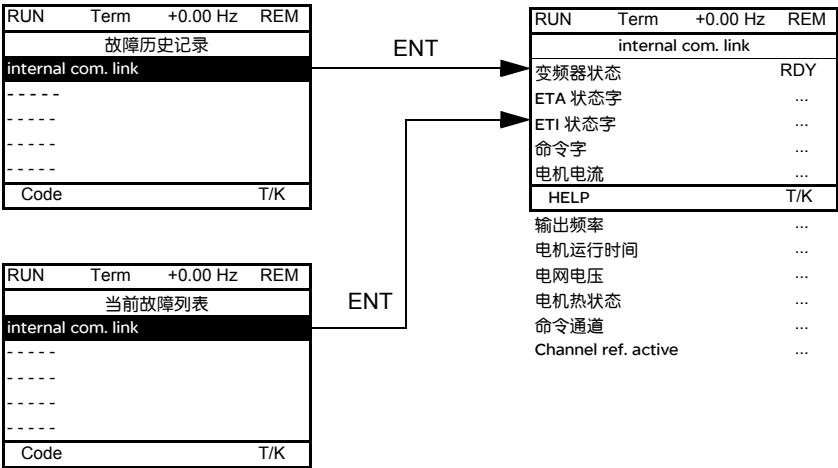 RUN Term +0.00 Hz REM
故障历史记录
internal com. link
- - - - -
- - - - -
- - - - -
- - - - -
Code T/K
ENT
RUN Term +0.00 Hz REM
当前故障列表
internal com. link
- - - - -
- - - - -
- - - - -
- - - - -
Code T/K
ENT
RUN Term +0.00 Hz REM
internal com. link
变频器状态 RDY
ETA 状态字 ...
ETI 状态字 ...
命令字 ...
电机电流 ...
HELP T/K
输出频率 ...
电机运行时间 ...
电网电压 ...
电机热状态 ...
命令通道 ...
Channel ref. active ...